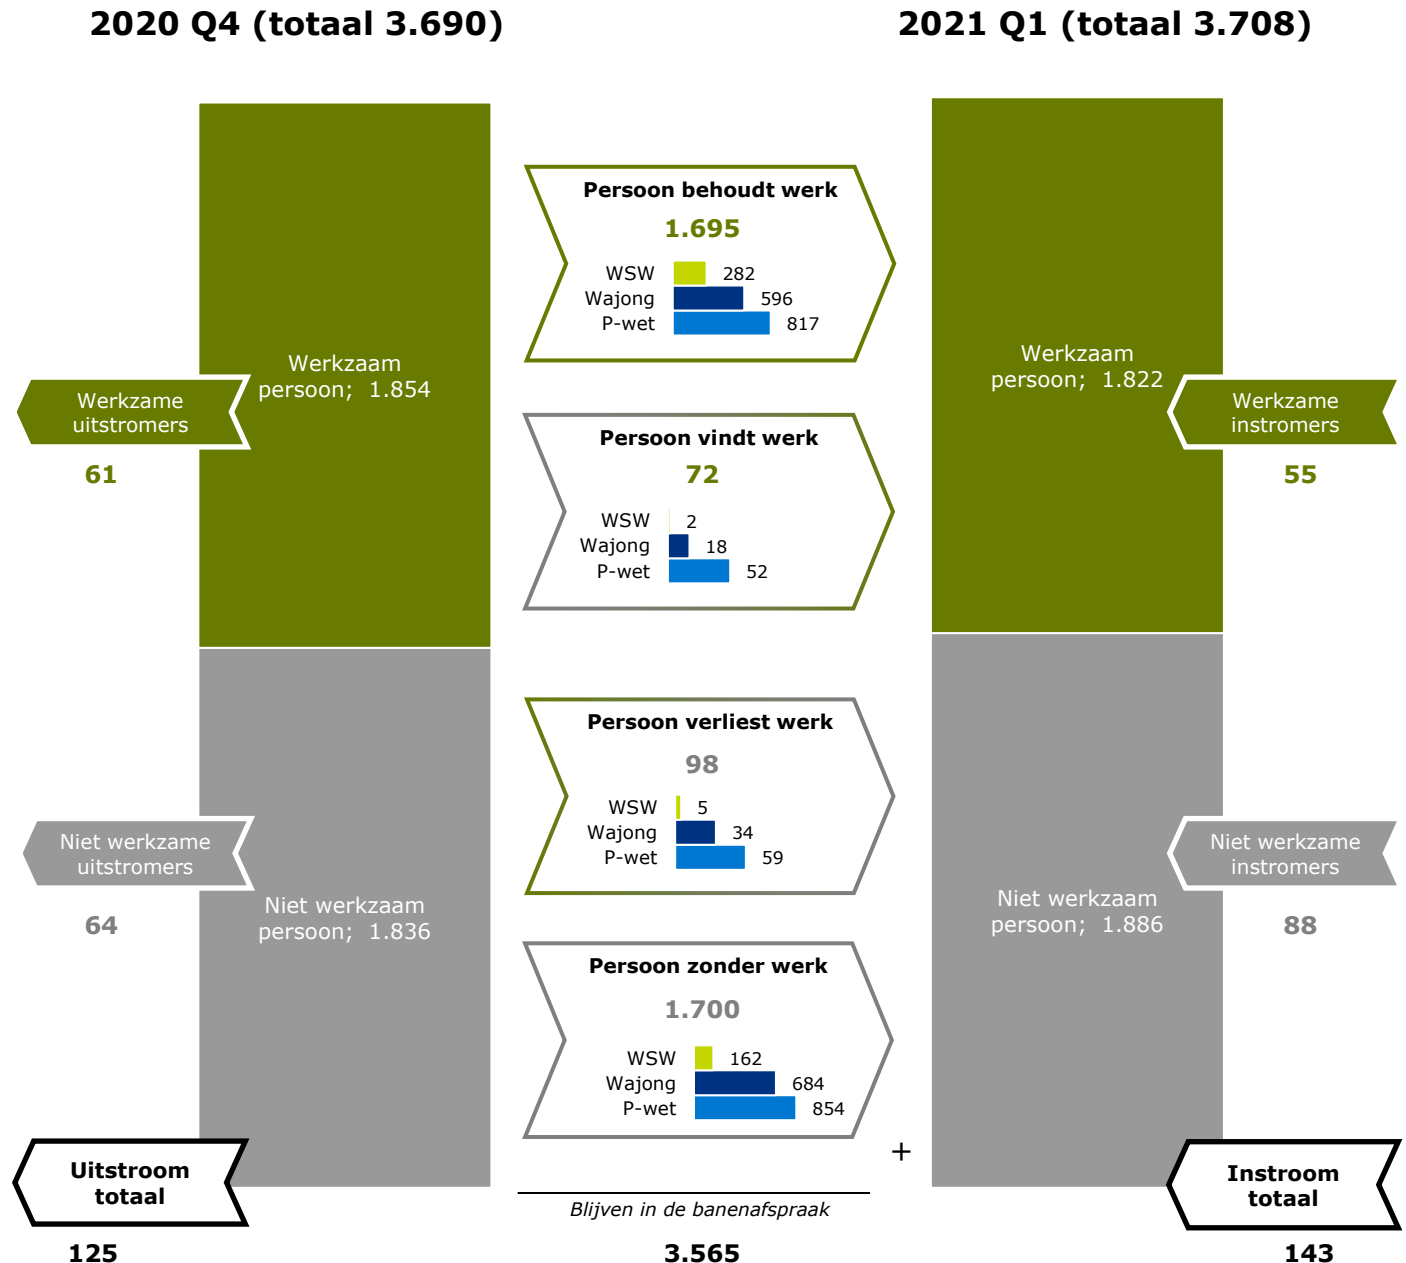 2020 Q4 (totaal 3.690)
2021 Q1 (totaal 3.708)
Werkzaam
persoon;  1.854
Werkzame
uitstromers
61
Niet werkzaam
persoon;  1.836
Niet werkzame
uitstromers
64
Uitstroom
totaal
125
Persoon behoudt werk
1.695
WSW 282
Wajong 596
P-wet 817
Persoon vindt werk
72
WSW 2
Wajong 18
P-wet 52
Persoon verliest werk
98
WSW 5
Wajong 34
P-wet 59
Persoon zonder werk
1.700
WSW 162
Wajong 684
P-wet 854
+
Blijven in de banenafspraak
3.565
Werkzaam
persoon;  1.822
Werkzame
instromers
55
Niet werkzaam
persoon;  1.886
Niet werkzame
instromers
88
Instroom
totaal
143